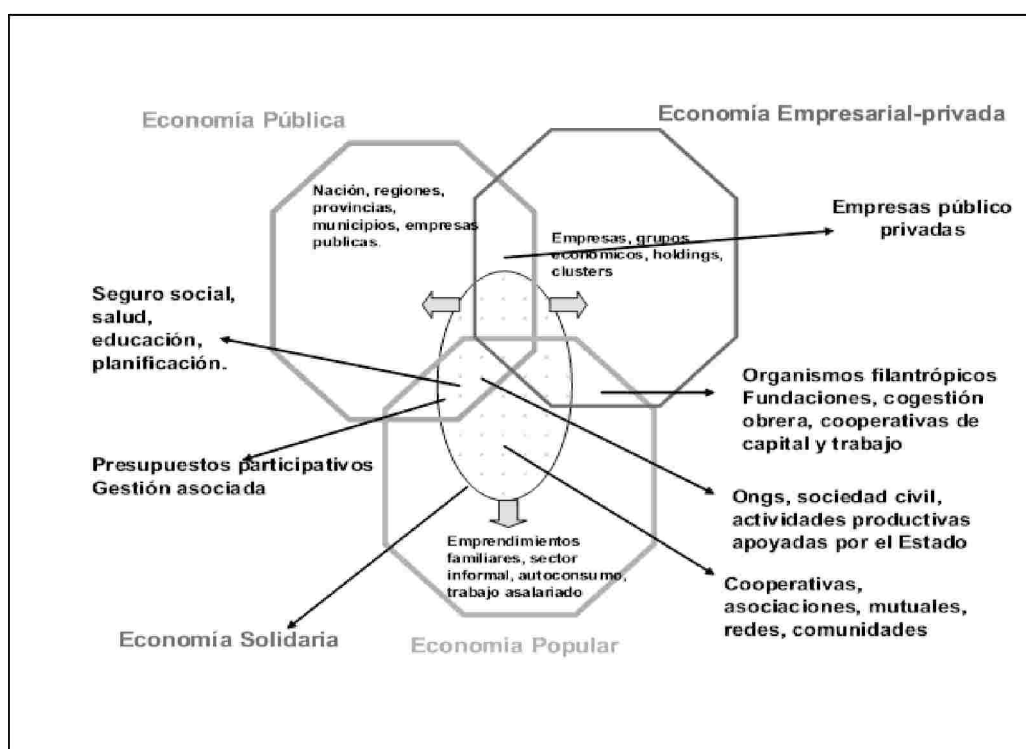 Economía Pública
Economía Empresarial-privada
Nación, regiones,
provincias,
municipios, empresas
publicas.
Empresas, grupos
económicos, holdings,
clusters
Empresas público
privadas
Seguro social,
salud,
educación,
planificación.
Organismos filantrópicos
Fundaciones, cogestión
obrera, cooperativas de
capital y trabajo
Presupuestos participativos
Gestión asociada
Ongs, sociedad civil,
actividades productivas
apoyadas por el Estado
Emprendimientos
familiares, sector
informal, autoconsumo,
trabajo asalariado
Cooperativas,
asociaciones, mutuales,
redes, comunidades
Economía Solidaria
Economía Popular